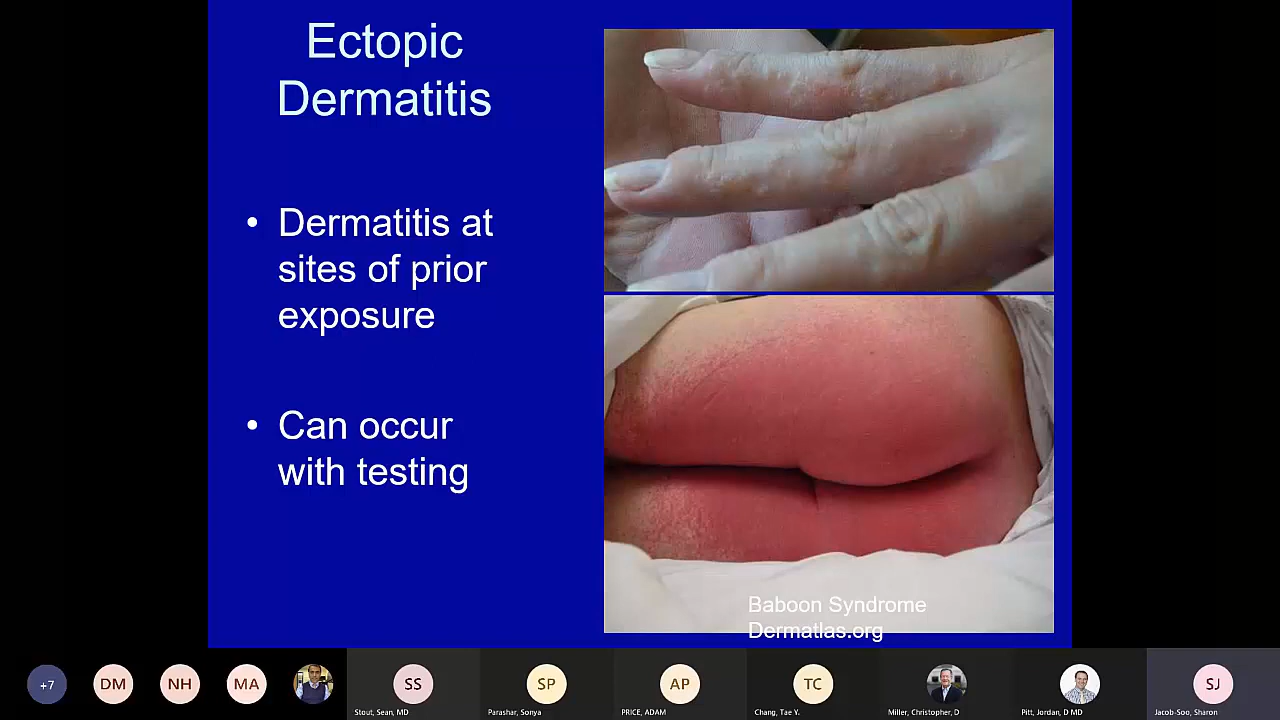 Ectopic
Dermatitis
• Dermatitis at
sites of prior
exposure
• Can occur
with testing
Baboon Syndrome
Dermatlas.org
+7
DM
NH
MA
SS
SP
AP
TC
SJ
Stout, Sean, MD
Parashar, Sonya
PRICE, ADAM
Chang, Tae Y.
Miller, Christopher, D
Pitt, Jordan, D MD
Jacob-Soo, Sharon